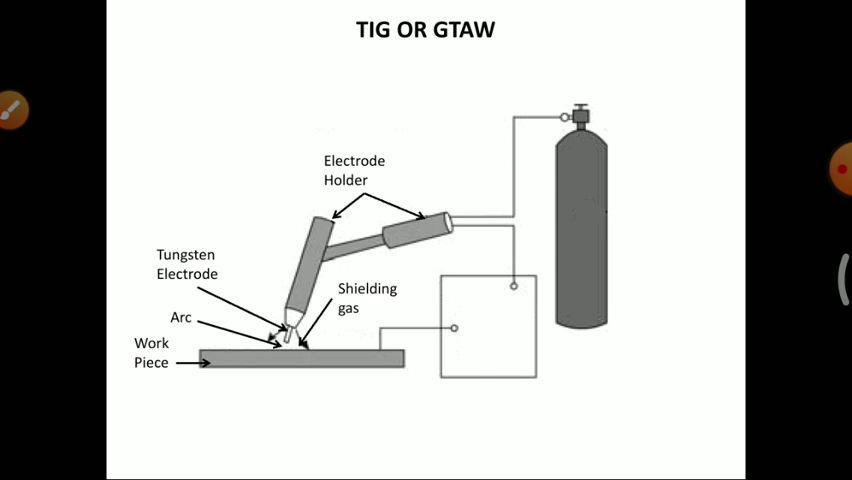 TIG OR GTAW
Electrode
Holder
Tungsten
Electrode
Shielding
gas
Arc
Work
Piece